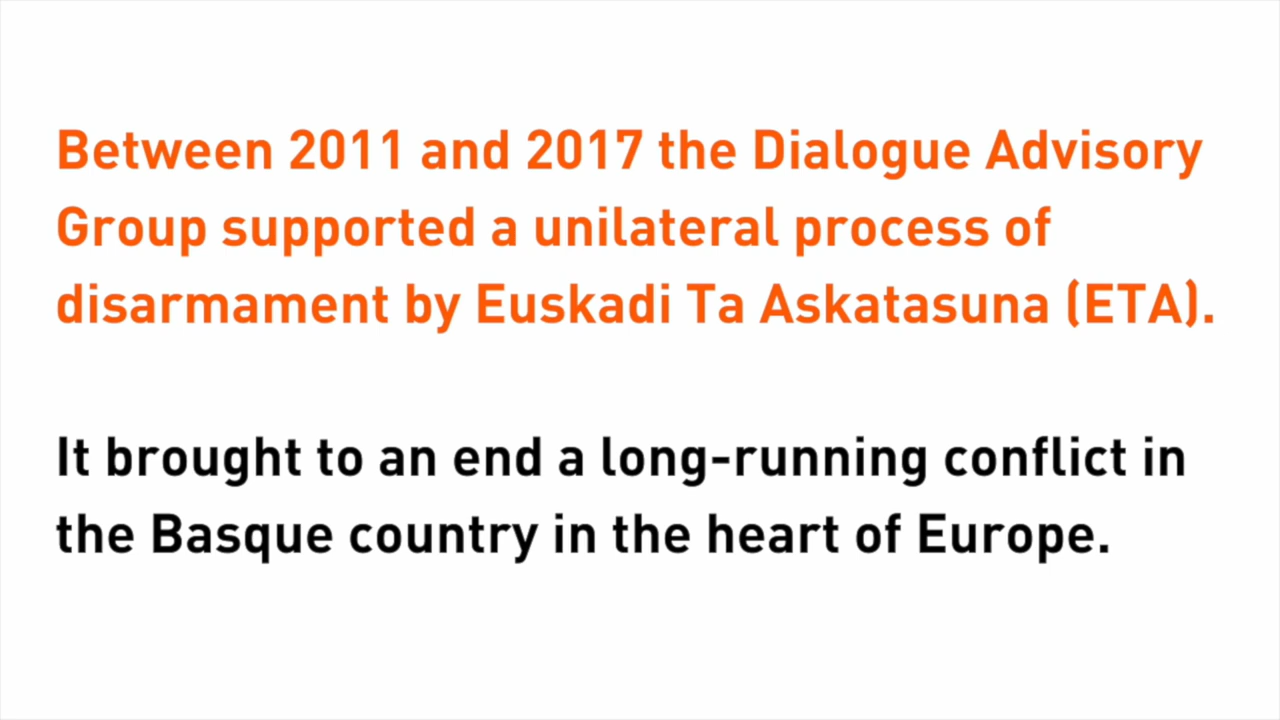 Between 2011 and 2017 the Dialogue Advisory
Group supported a unilateral process of
disarmament by Euskadi Ta Askatasuna (ETA).
It brought to an end a long-running conflict in
the Basque country in the heart of Europe.